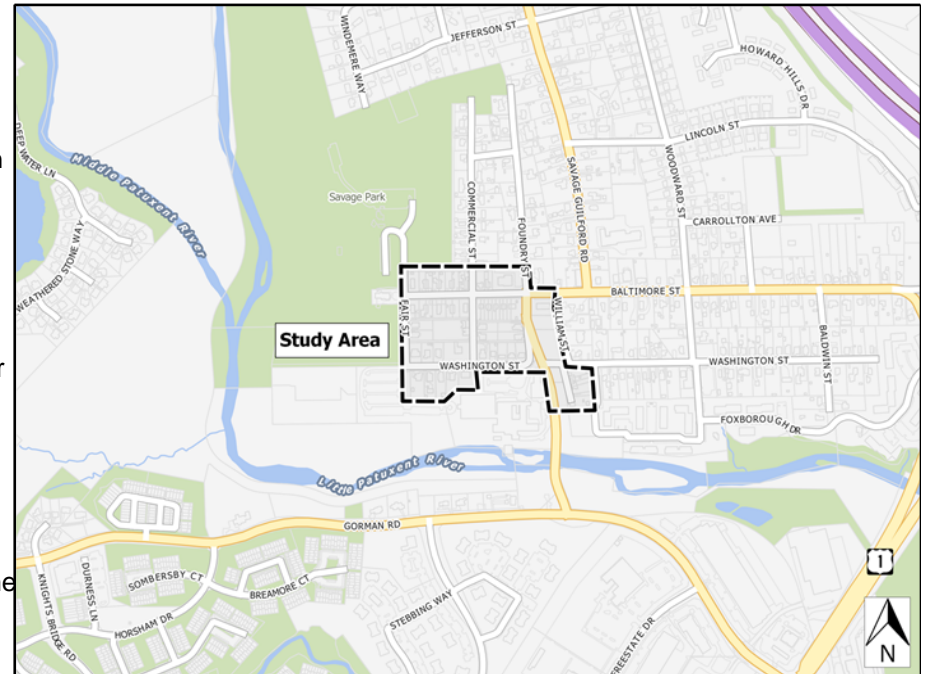 WINDEMERE WAY
JEFFERSON ST
HOWARD HILLS DR
LINCOLN ST
DEEP WATER LN
Middle Patuxent River
WOODWARD ST
SAVAGE GUILFORD RD
Savage Park
COMMERCIAL ST
FOUNDRY ST
CARROLLTON AVE
WEATHERED STONE WAY
BALTIMORE ST
FAIR ST
WILLIAM ST
Study Area
BALDWIN ST
WASHINGTON ST
WASHINGTON ST
FOXBOROUGH DR
Little Patuxent River
GORMAN RD
1
SOMBERSBY CT
BREAMORE CT
DURNESS LN
KNIGHTS BRIDGE RD
HORSHAM DR
STEBBING WAY
FREESTATE DR
N